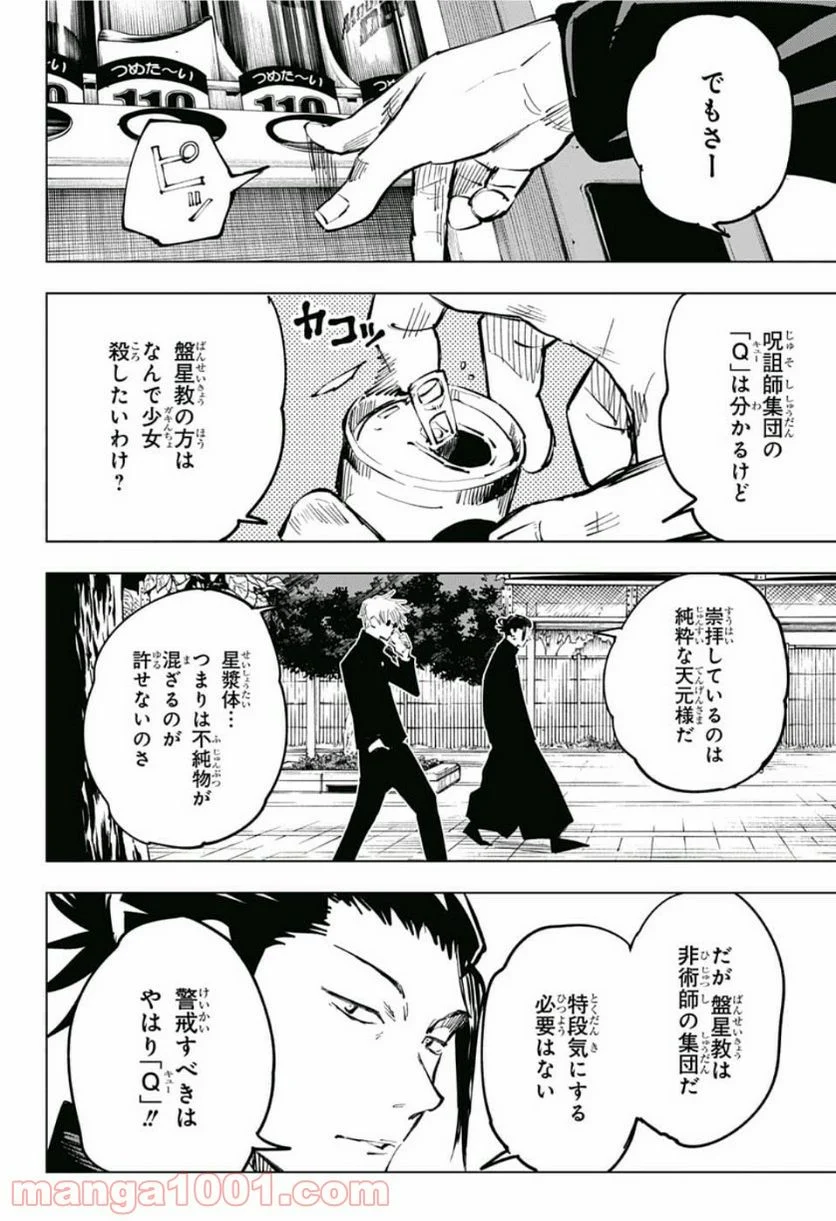 でもさー
つめた〜い
110
つめた〜い
110
ピッ
呪詛師集団の
「Q」は分かるけど
カコッ
盤星教の方は
なんで少女
殺したいわけ?
崇拝しているのは
純粋な天元様だ
星漿体…
つまりは不純物が
混ざるのが
許せないのさ
だが 盤星教は
非術師の集団だ
特段気にする
必要はない
警戒すべきは
やはり「Q」!!
manga1001.com